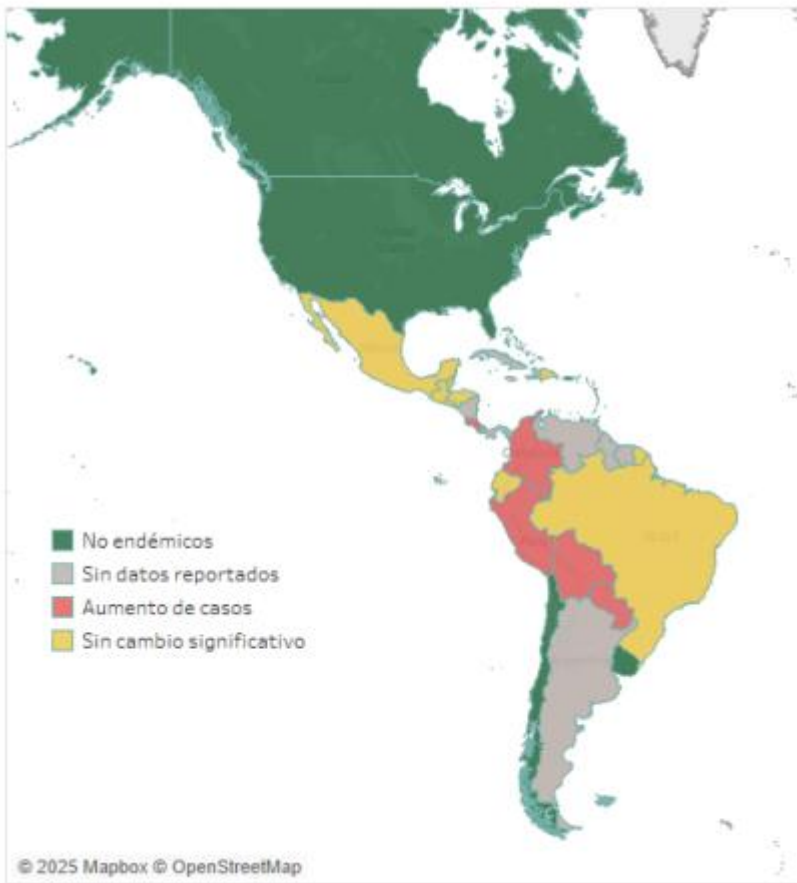 No endémicos
Sin datos reportados
Aumento de casos
Sin cambio significativo
© 2025 Mapbox © OpenStreetMap